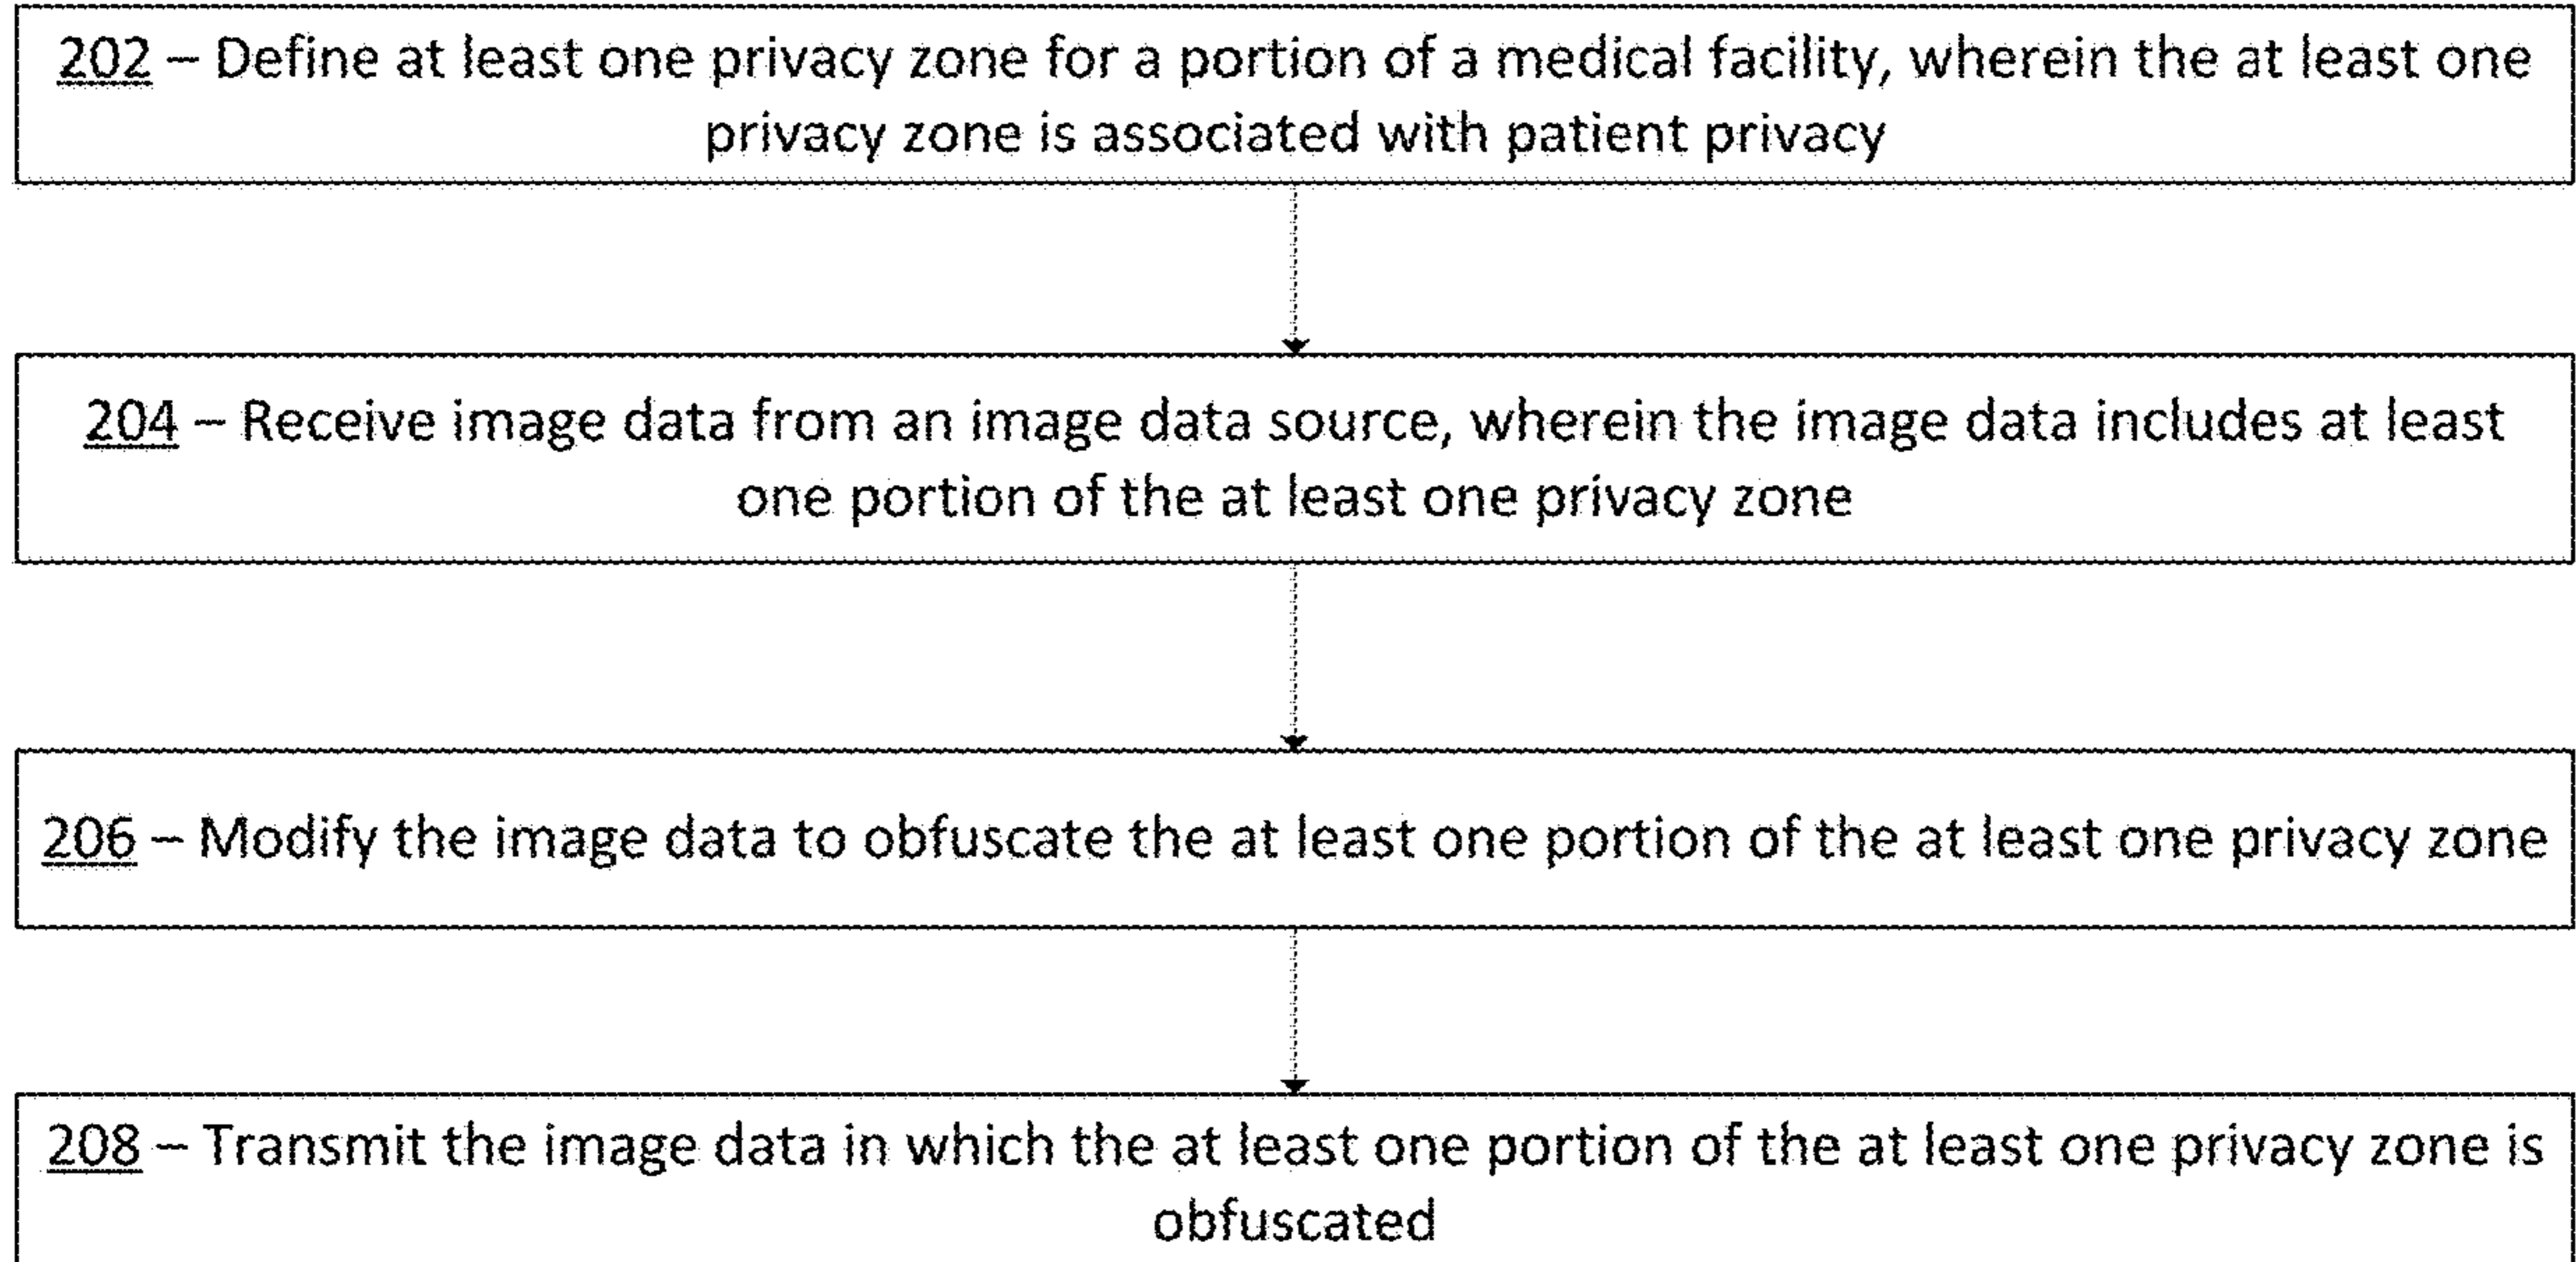 202 – Define at least one privacy zone for a portion of a medical facility, wherein the at least one
privacy zone is associated with patient privacy
204 – Receive image data from an image data source, wherein the image data includes at least
one portion of the at least one privacy zone
206 – Modify the image data to obfuscate the at least one portion of the at least one privacy zone
208 – Transmit the image data in which the at least one portion of the at least one privacy zone is
obfuscated